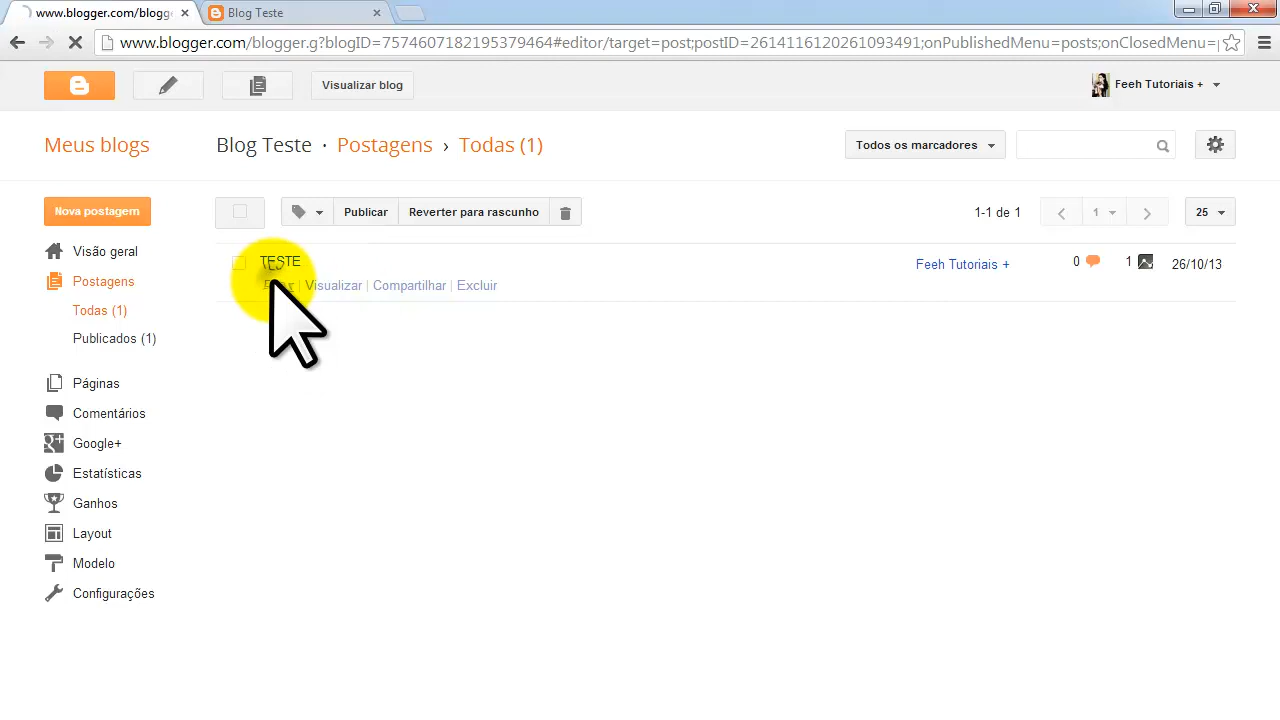 www.blogger.com/blogg
Blog Teste
www.blogger.com/blogger.g?blogID=7574607182195379464#editor/target=post;postID=2614116120261093491;onPublishedMenu=posts;onClosedMenu=
Visualizar blog
Feeh Tutoriais +
Meus blogs
Blog Teste · Postagens › Todas (1)
Todos os marcadores
Nova postagem
Publicar
Reverter para rascunho
1-1 de 1
1
25
Visão geral
TESTE
Feeh Tutoriais +
0
1
26/10/13
Visualizar | Compartilhar | Excluir
Postagens
Todas (1)
Publicados (1)
Páginas
Comentários
Google+
Estatísticas
Ganhos
Layout
Modelo
Configurações